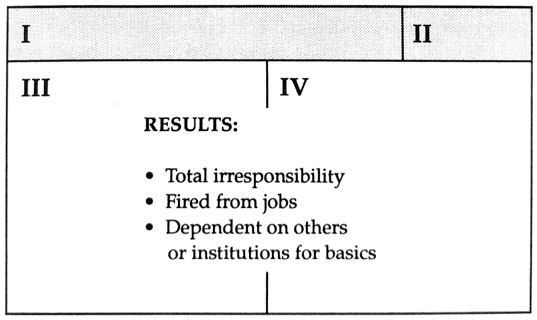 I
II
III
IV
RESULTS:
• Total irresponsibility
• Fired from jobs
• Dependent on others
or institutions for basics